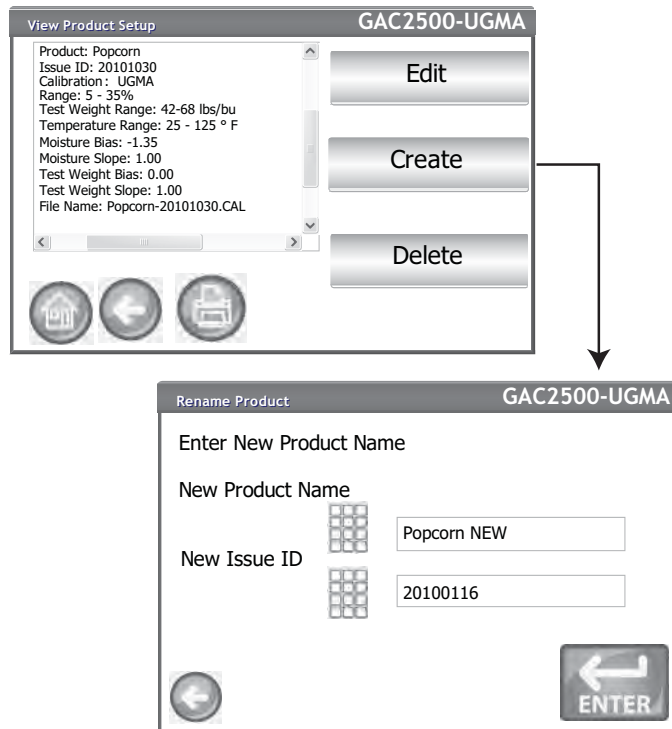 View Product Setup GAC2500-UGMA
Product: Popcorn
Issue ID: 20101030
Calibration : UGMA
Range: 5 - 35%
Test Weight Range: 42-68 lbs/bu
Temperature Range: 25 - 125 ° F
Moisture Bias: -1.35
Moisture Slope: 1.00
Test Weight Bias: 0.00
Test Weight Slope: 1.00
File Name: Popcorn-20101030.CAL
Edit
Create
Delete
Rename Product GAC2500-UGMA
Enter New Product Name
New Product Name
Popcorn NEW
New Issue ID
20100116
ENTER